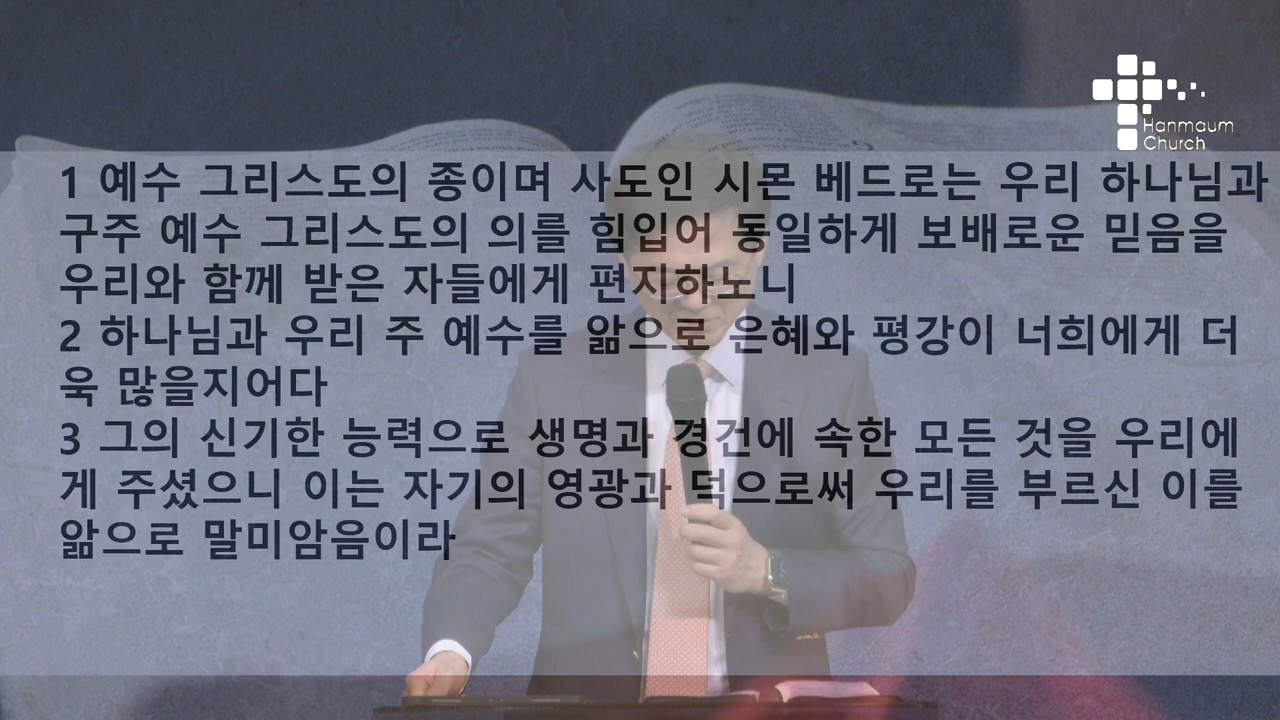 Hanmaum
Church
1 예수 그리스도의 종이며 사도인 시몬 베드로는 우리 하나님과
구주 예수 그리스도의 의를 힘입어 동일하게 보배로운 믿음을
우리와 함께 받은 자들에게 편지하노니
2 하나님과 우리 주 예수를 앎으로 은혜와 평강이 너희에게 더
욱 많을지어다
3 그의 신기한 능력으로 생명과 경건에 속한 모든 것을 우리에
게 주셨으니 이는 자기의 영광과 덕으로써 우리를 부르신 이를
앎으로 말미암음이라